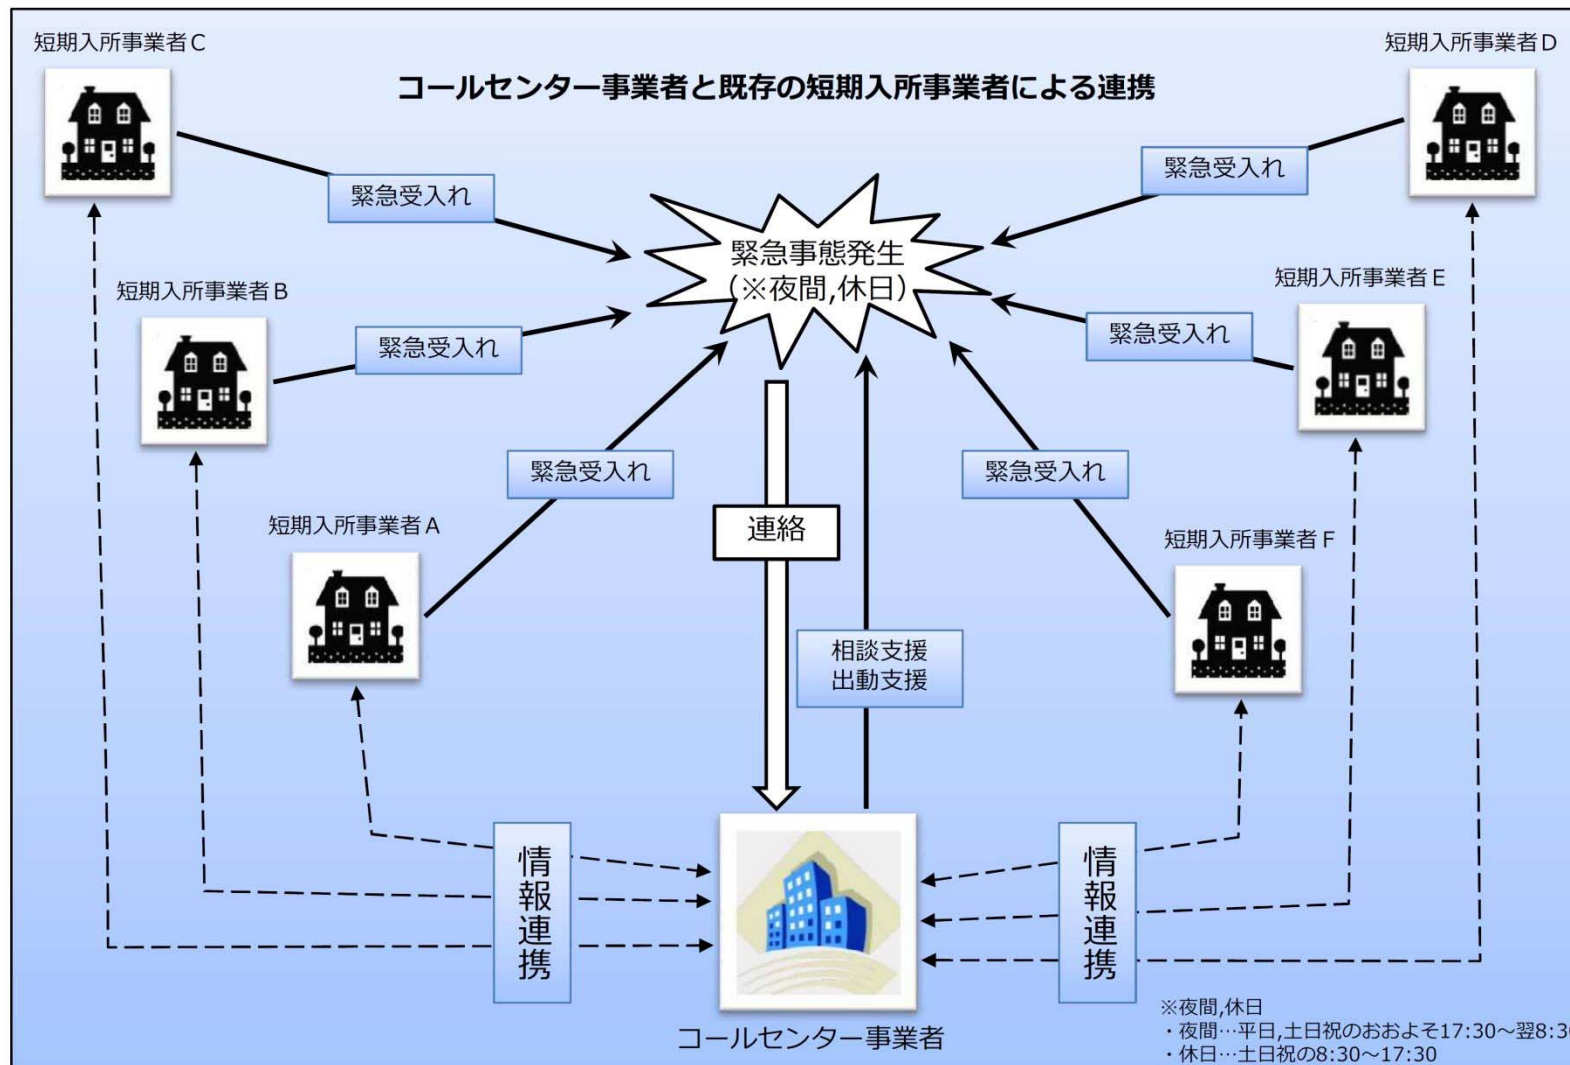 短期入所事業者C
短期入所事業者D
コールセンター事業者と既存の短期入所事業者による連携
緊急受入れ
緊急受入れ
緊急事態発生
(※夜間,休日)
短期入所事業者B
短期入所事業者E
緊急受入れ
緊急受入れ
緊急受入れ
緊急受入れ
短期入所事業者A
連絡
短期入所事業者F
相談支援
出動支援
情報連携
情報連携
コールセンター事業者
※夜間,休日
・夜間…平日,土日祝のおおよそ17:30～翌8:30
・休日…土日祝の8:30～17:30